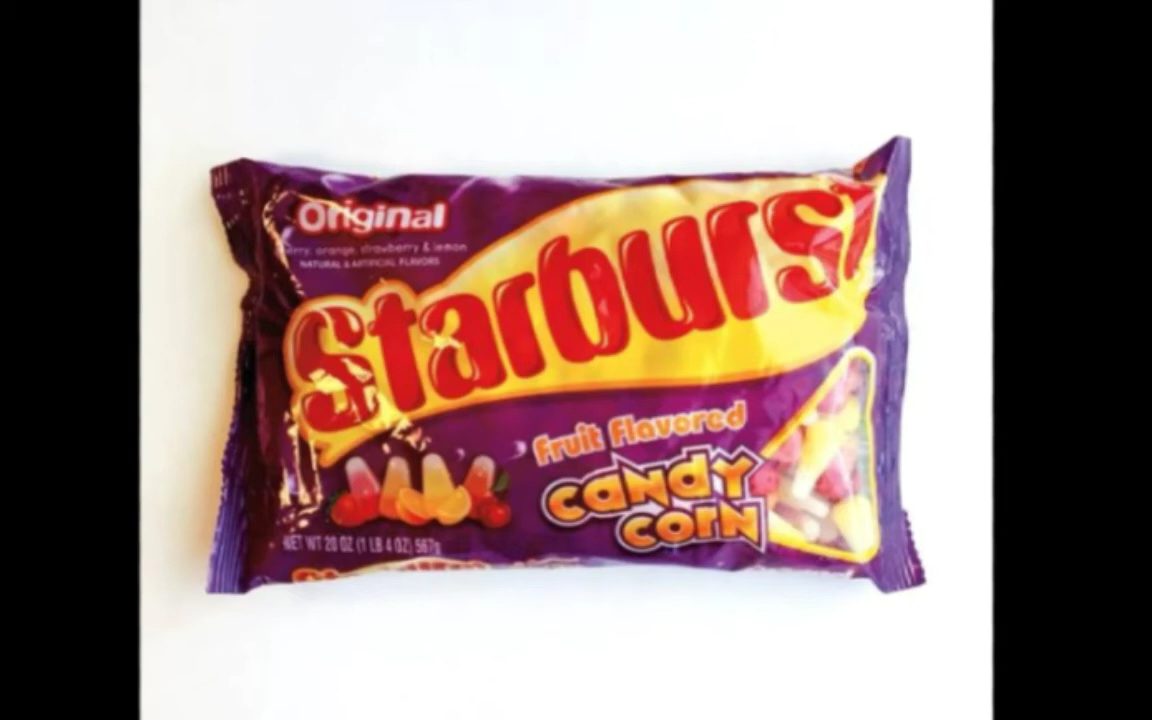 Original
orange, strawberry & lemon
NATURAL & ARTIFICIAL FLAVORS
Starburst
Fruit Flavored
CANDY
CORN
NET WT 20 OZ (1 LB 4 OZ) 567g